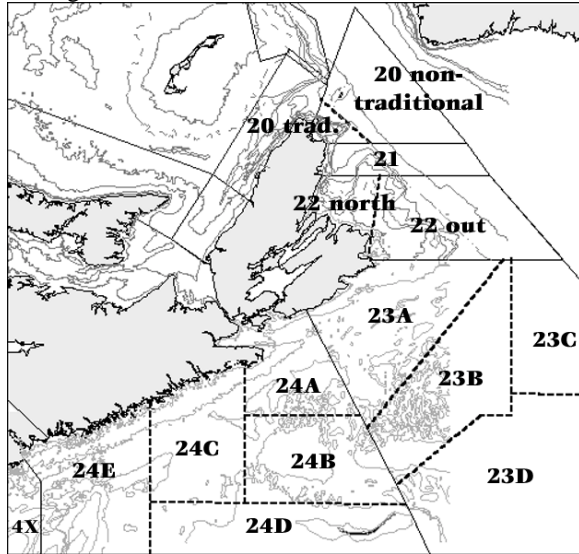 20 non-
traditional
20 trad.
21
22 north
22 out
23A
23C
23B
24A
24C
24B
24E
23D
4X
24D